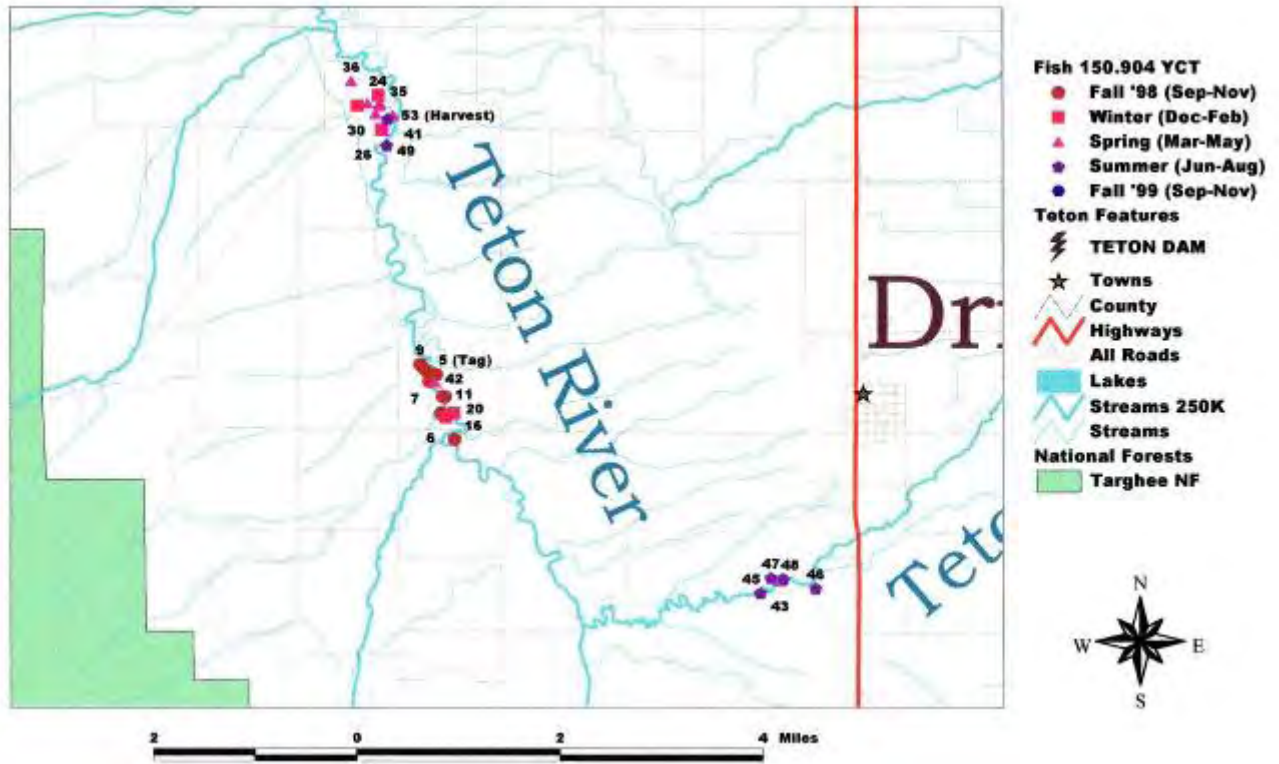 36
24
35
53 (Harvest)
30
41
26
49
Teton River
9
5 (Tag)
42
7
11
20
16
6
Dr
47
48
46
45
43
Tet
Fish 150.904 YCT
Fall '98 (Sep-Nov)
Winter (Dec-Feb)
Spring (Mar-May)
Summer (Jun-Aug)
Fall '99 (Sep-Nov)
Teton Features
TETON DAM
Towns
County
Highways
All Roads
Lakes
Streams 250K
Streams
National Forests
Targhee NF
N
W
E
S
2
0
2
4 Miles